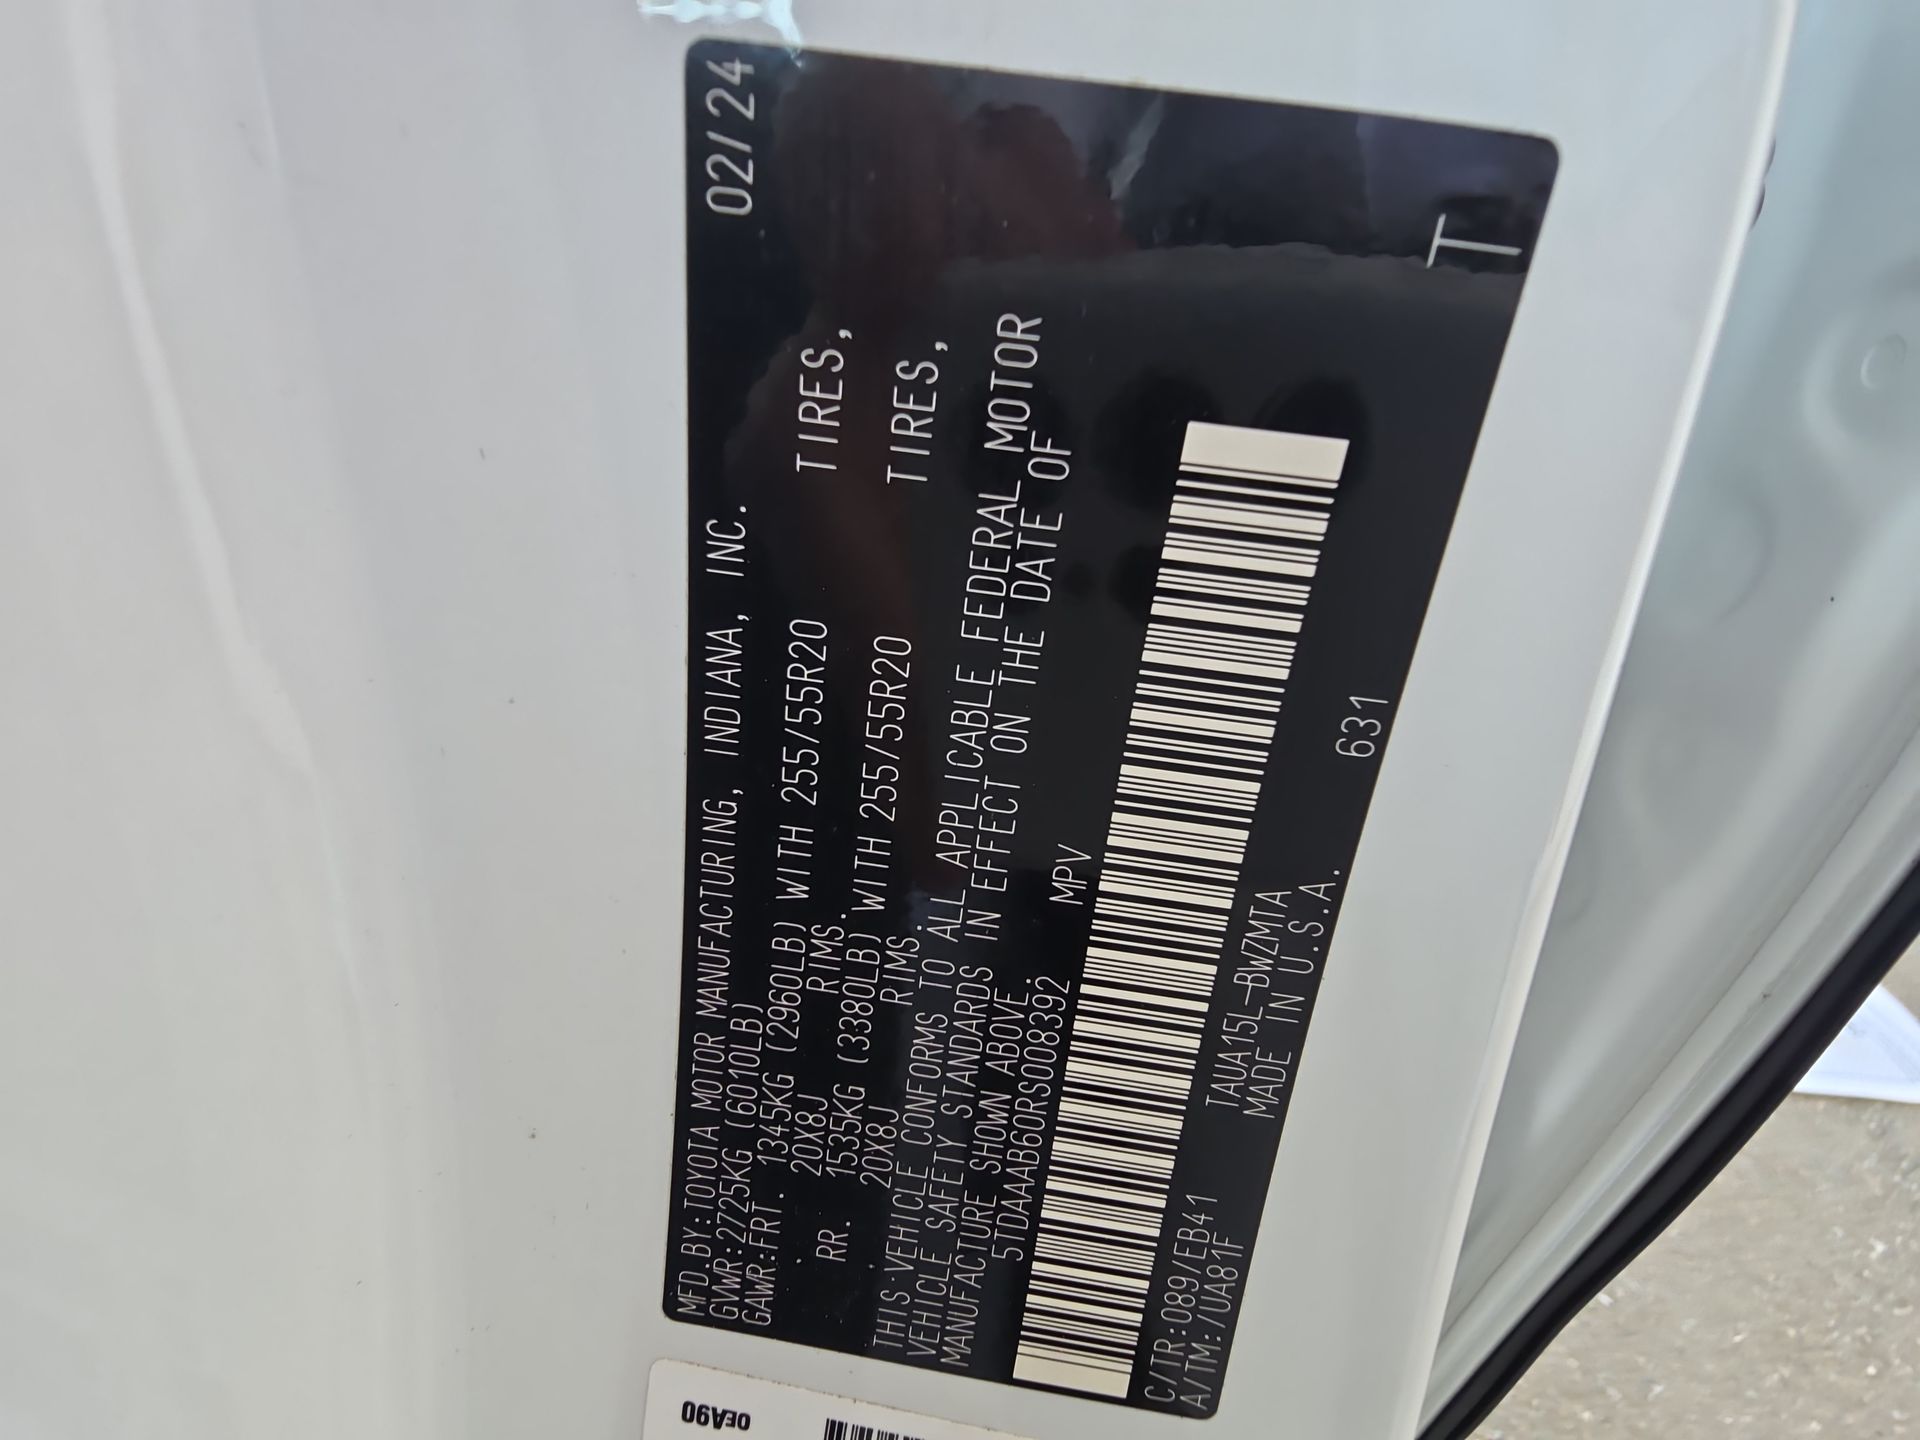 02/24
MFD.BY:TOYOTA MOTOR MANUFACTURING, INDIANA, INC.
GVWR:2725KG (6010LB)
GAWR:FRT. 1345KG (2960LB) WITH 255/55R20 TIRES,
20X8J RIMS.
RR. 1535KG (3380LB) WITH 255/55R20 TIRES,
20X8J RIMS.
THIS VEHICLE CONFORMS TO ALL APPLICABLE FEDERAL MOTOR
VEHICLE SAFETY STANDARDS IN EFFECT ON THE DATE OF
MANUFACTURE SHOWN ABOVE.
5TDAAAB60RS008392 MPV
C/TR:089/EB41 TAUA15L-BWZMTA 631 T
A/TM:/UA81F MADE IN U.S.A.
0EA90